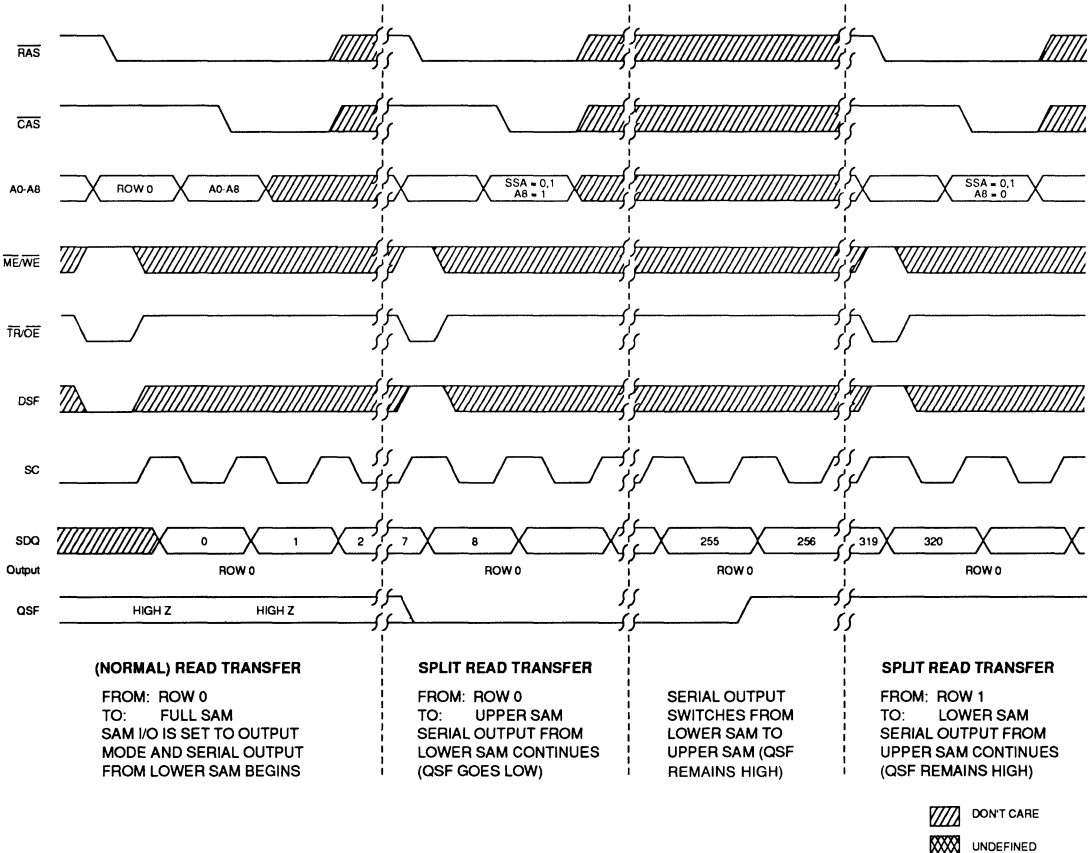 RAS
CAS
A0-A8 ROW 0 A0-A8 SSA = 0,1 A8 = 1 SSA = 0,1 A8 = 0
ME/WE
TR/OE
DSF
SC
SDQ 0 1 2 7 8 255 256 319 320
Output ROW 0 ROW 0 ROW 0 ROW 0
QSF HIGH Z HIGH Z
(NORMAL) READ TRANSFER
FROM: ROW 0
TO: FULL SAM
SAM I/O IS SET TO OUTPUT
MODE AND SERIAL OUTPUT
FROM LOWER SAM BEGINS
SPLIT READ TRANSFER
FROM: ROW 0
TO: UPPER SAM
SERIAL OUTPUT FROM
LOWER SAM CONTINUES
(QSF GOES LOW)
SERIAL OUTPUT
SWITCHES FROM
LOWER SAM TO
UPPER SAM (QSF
REMAINS HIGH)
SPLIT READ TRANSFER
FROM: ROW 1
TO: LOWER SAM
SERIAL OUTPUT FROM
UPPER SAM CONTINUES
(QSF REMAINS HIGH)
DON'T CARE
UNDEFINED